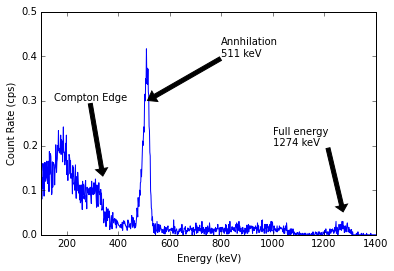 0.5
0.4
0.3
0.2
0.1
0.0
Count Rate (cps)
Annhilation
511 keV
Compton Edge
Full energy
1274 keV
200 400 600 800 1000 1200 1400
Energy (keV)